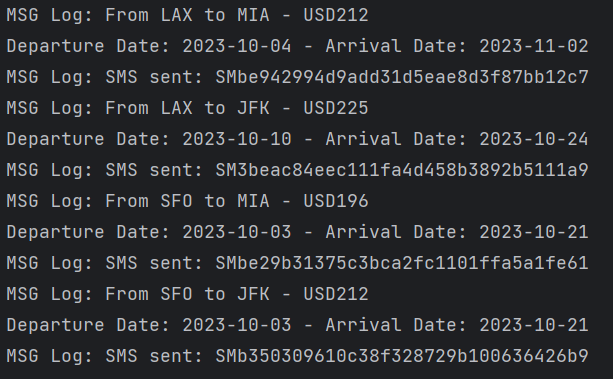 MSG Log: From LAX to MIA - USD212
Departure Date: 2023-10-04 - Arrival Date: 2023-11-02
MSG Log: SMS sent: SMbe942994d9add31d5eae8d3f87bb12c7
MSG Log: From LAX to JFK - USD225
Departure Date: 2023-10-10 - Arrival Date: 2023-10-24
MSG Log: SMS sent: SM3beac84eec111fa4d458b3892b5111a9
MSG Log: From SFO to MIA - USD196
Departure Date: 2023-10-03 - Arrival Date: 2023-10-21
MSG Log: SMS sent: SMbe29b31375c3bca2fc1101ffa5a1fe61
MSG Log: From SFO to JFK - USD212
Departure Date: 2023-10-03 - Arrival Date: 2023-10-21
MSG Log: SMS sent: SMb350309610c38f328729b100636426b9